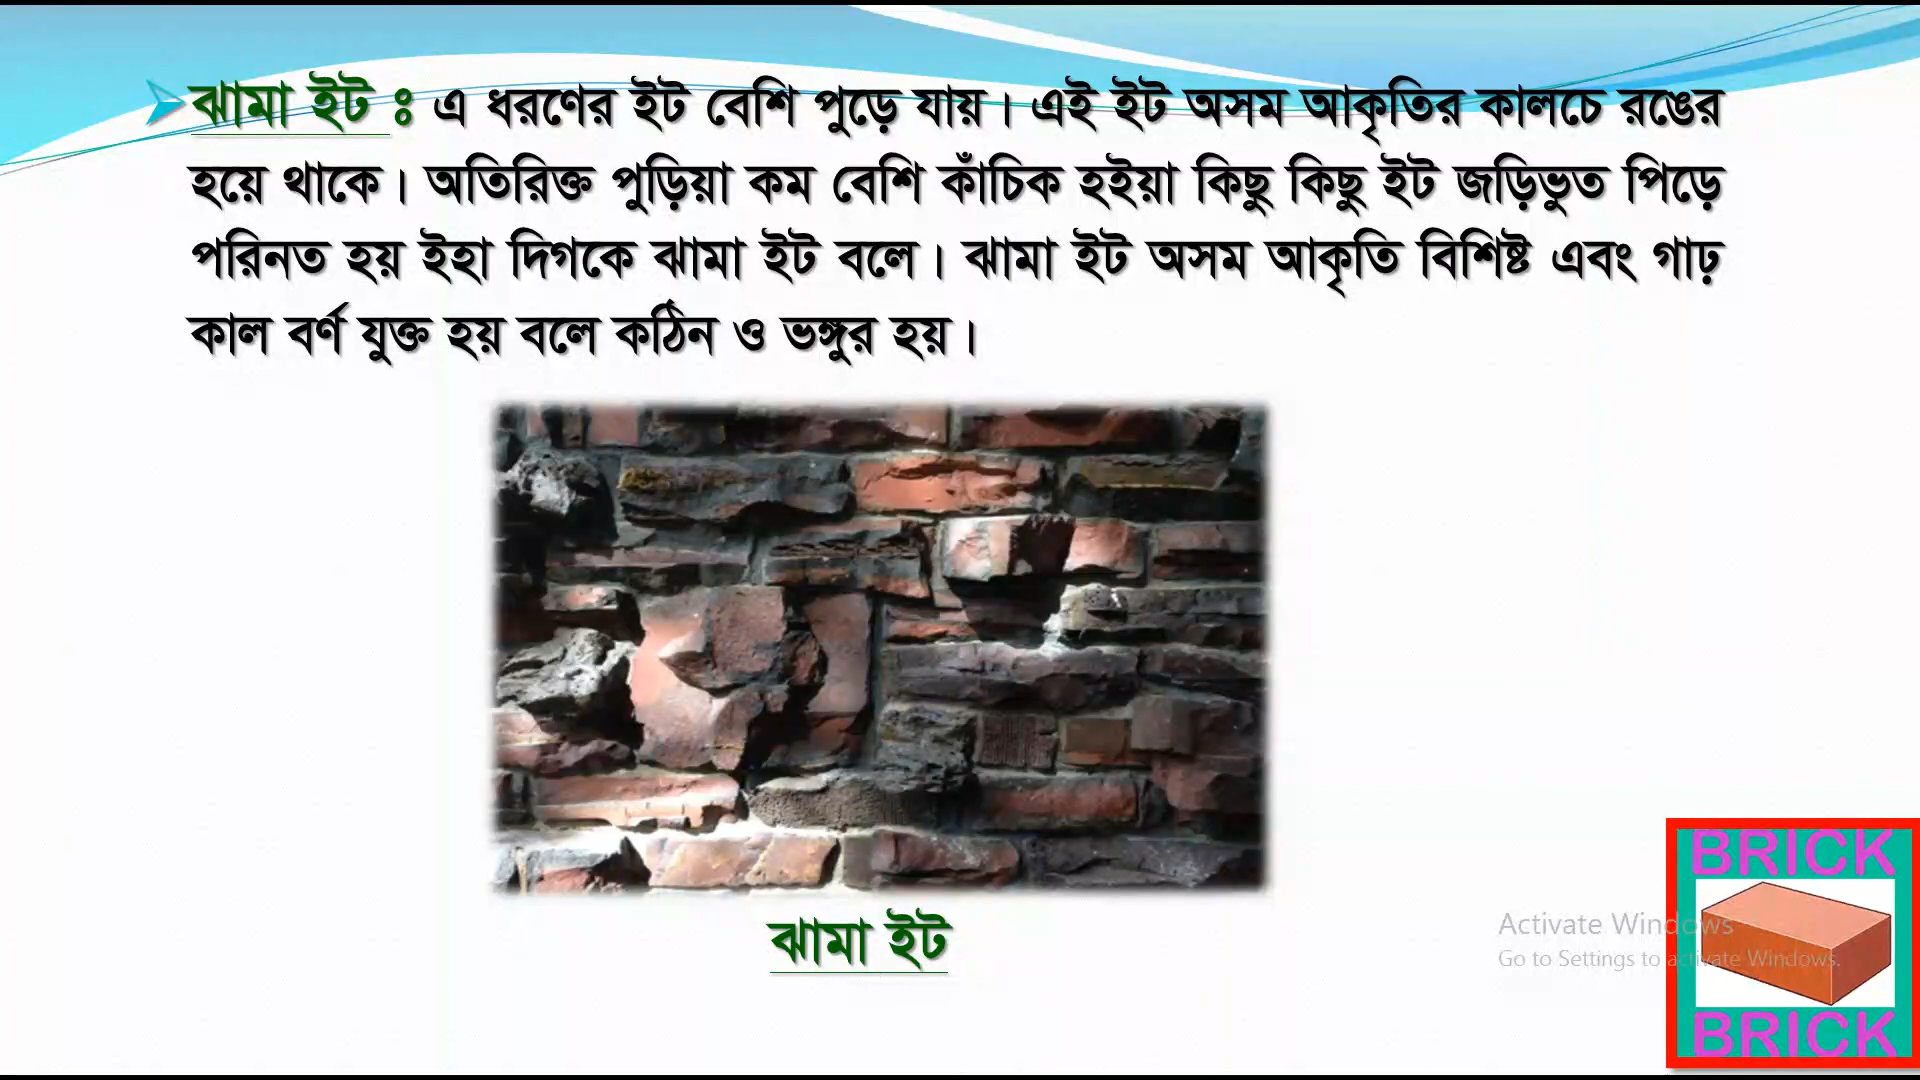 ঝামা ইট ঃ এ ধরণের ইট বেশি পুড়ে যায়। এই ইট অসম আকৃতির কালচে রঙের
হয়ে থাকে। অতিরিক্ত পুড়িয়া কম বেশি কাঁচিক হইয়া কিছু কিছু ইট জড়িভুত পিড়ে
পরিনত হয় ইহা দিগকে ঝামা ইট বলে। ঝামা ইট অসম আকৃতি বিশিষ্ট এবং গাঢ়
কাল বর্ণ যুক্ত হয় বলে কঠিন ও ভঙ্গুর হয়।
ঝামা ইট
BRICK
Activate Windows
Go to Settings to activate Windows.
BRICK